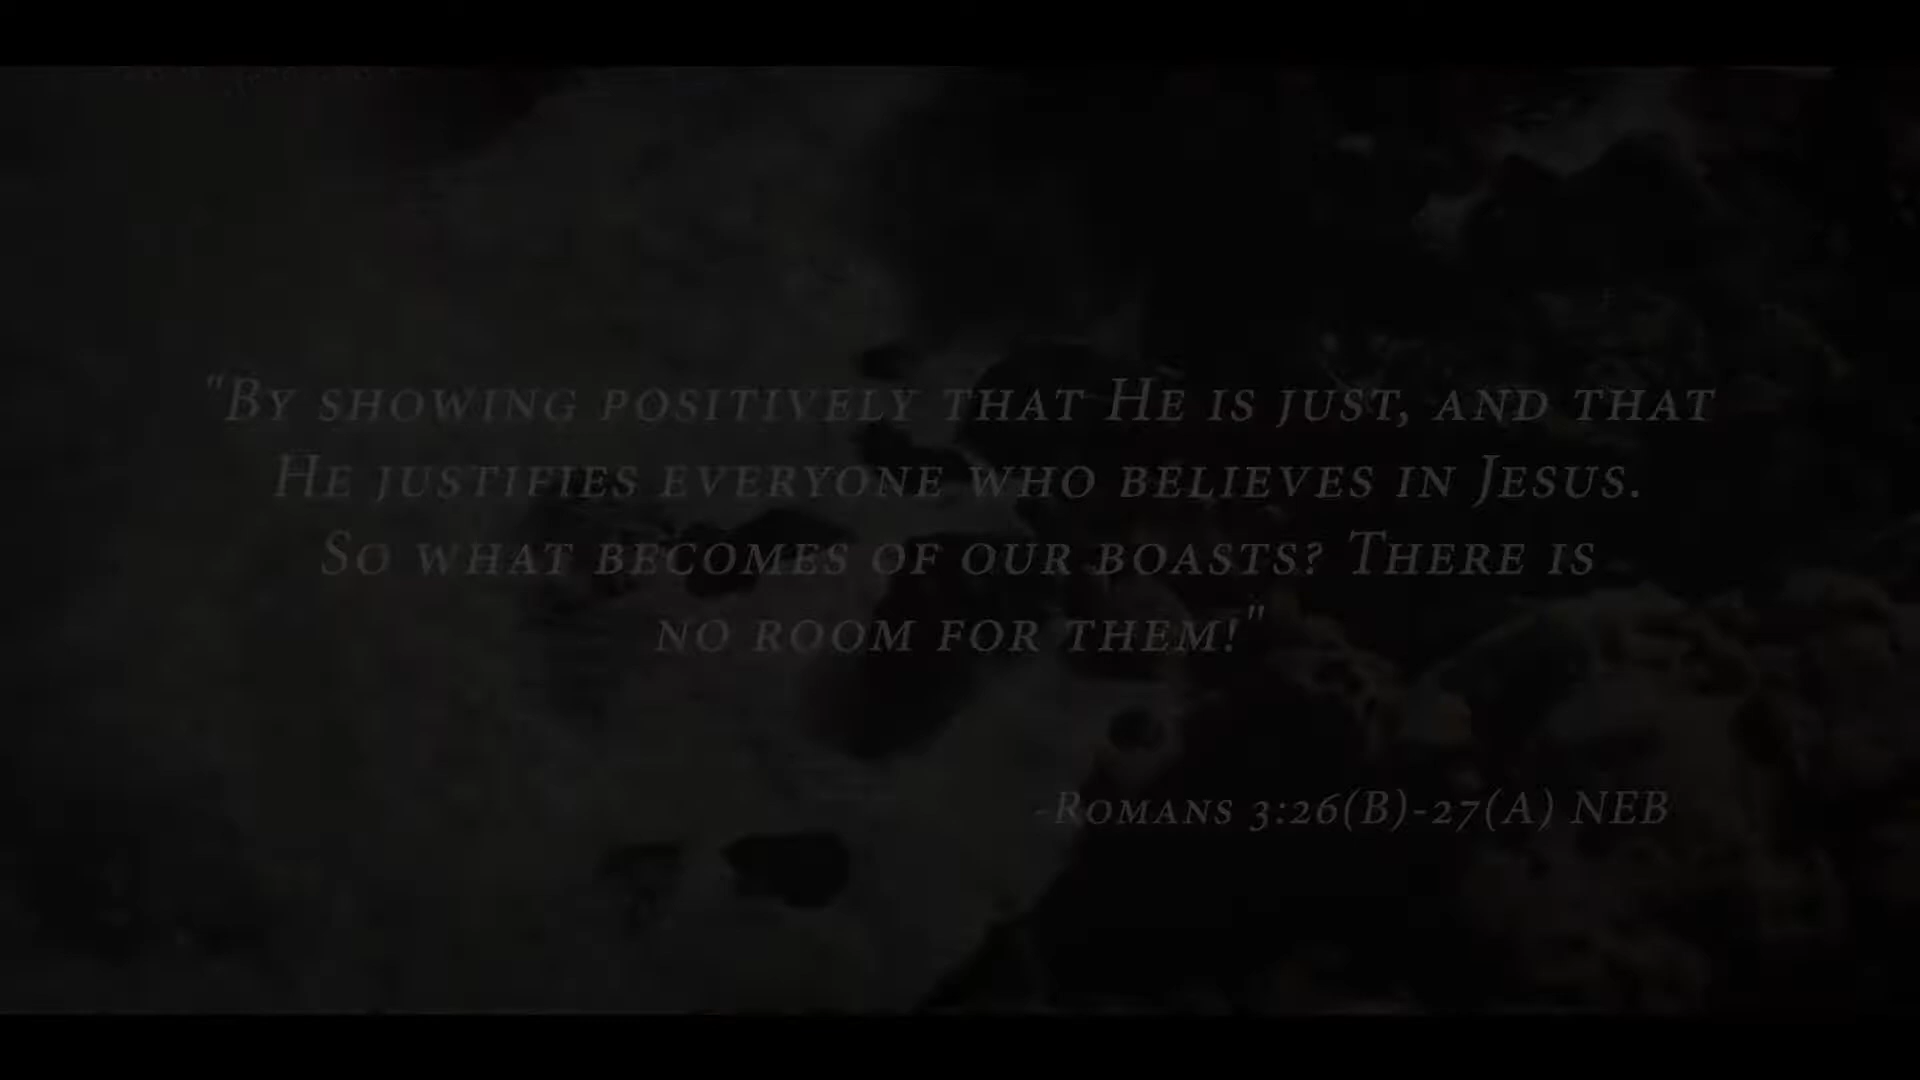 "By showing positively that He is just, and that
He justifies everyone who believes in Jesus.
So what becomes of our boasts? There is
no room for them!"
-Romans 3:26(B)-27(A) NEB